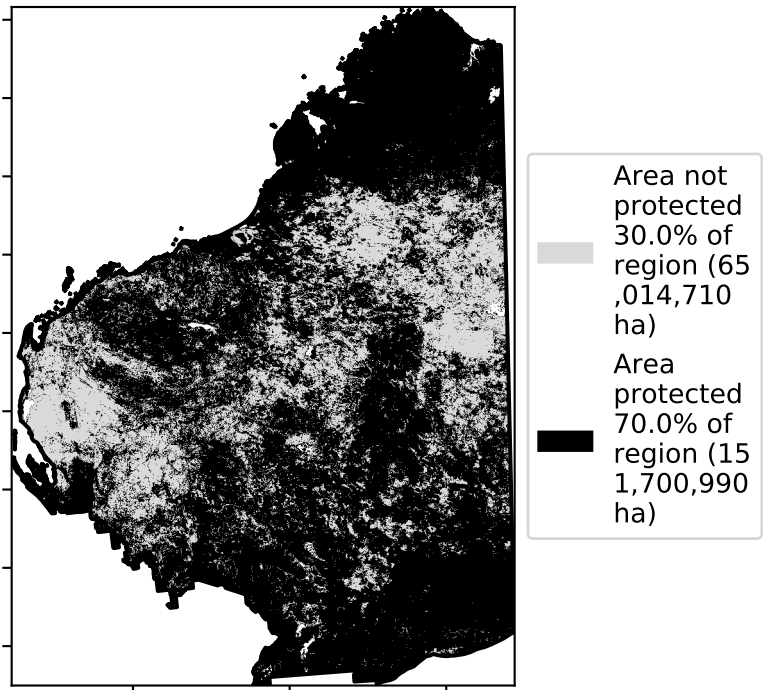 Area not
protected
30.0% of
region (65
,014,710
ha)
Area
protected
70.0% of
region (15
1,700,990
ha)